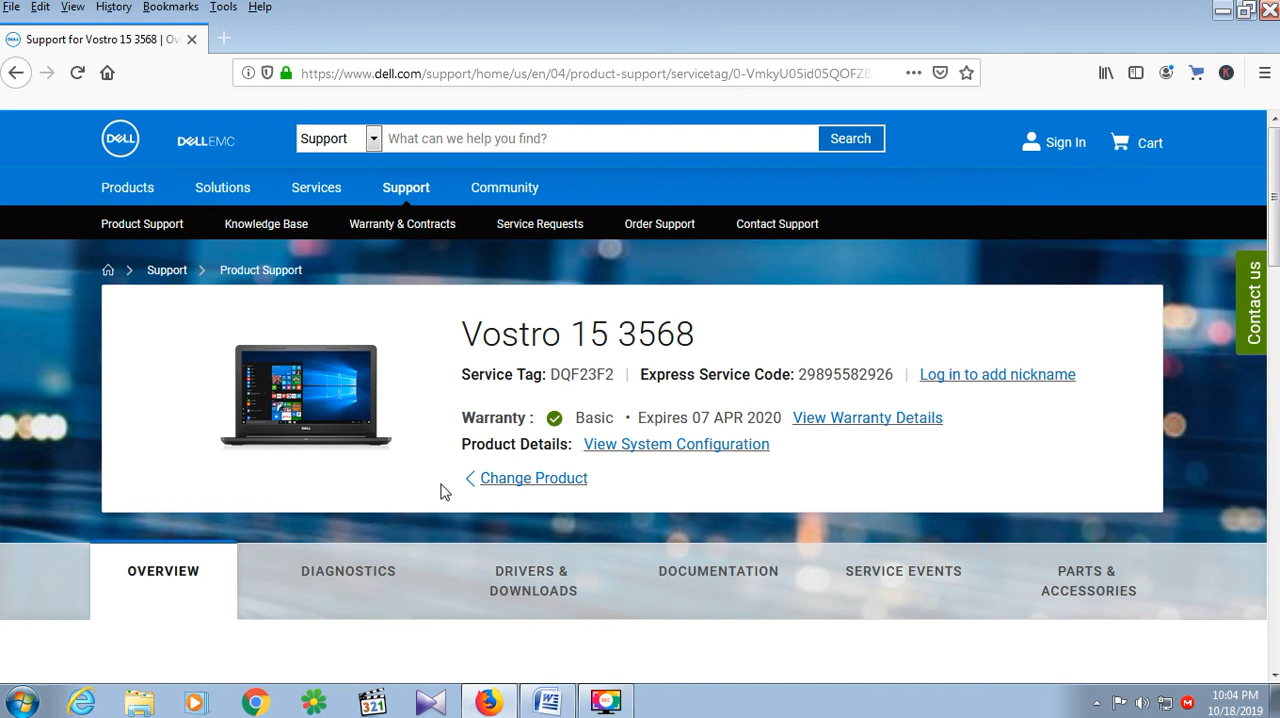 File Edit View History Bookmarks Tools Help
Support for Vostro 15 3568 | Ov
https://www.dell.com/support/home/us/en/04/product-support/servicetag/0-VmkyU05id05QOFZB
DELL
DELL EMC
Support What can we help you find? Search
Sign In Cart
Products Solutions Services Support Community
Product Support Knowledge Base Warranty & Contracts Service Requests Order Support Contact Support
Support Product Support
Contact us
Vostro 15 3568
Service Tag: DQF23F2 | Express Service Code: 29895582926 | Log in to add nickname
Warranty : Basic • Expires 07 APR 2020 View Warranty Details
Product Details: View System Configuration
Change Product
OVERVIEW DIAGNOSTICS DRIVERS & DOWNLOADS DOCUMENTATION SERVICE EVENTS PARTS & ACCESSORIES
321
REC
10:04 PM
10/18/2019